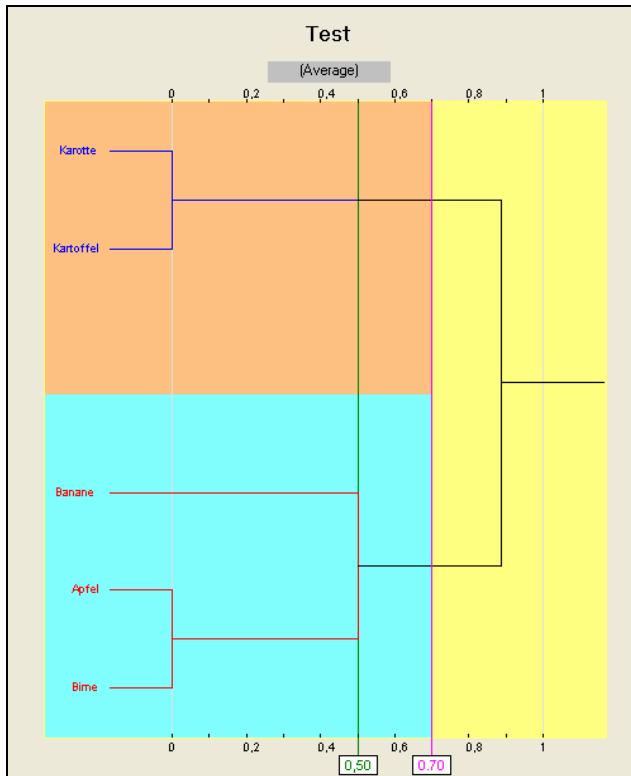 Test
(Average)
0 0,2 0,4 0,6 0,8 1
Karotte
Kartoffel
Banane
Apfel
Birne
0 0,2 0,4 0,6 0,8 1
0,50 0.70